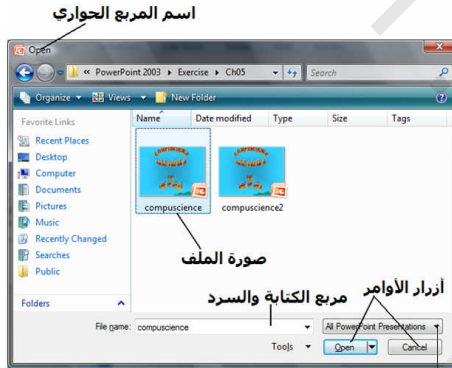 اسم المربع الحواري
Open
« PowerPoint 2003 ▸ Exercise ▸ Ch05
Search
Organize Views New Folder
Favorite Links
Name Date modified Type Size Tags
Recent Places
Desktop
Computer
Documents
Pictures
Music
Recently Changed
Searches
Public
compuscience compuscience2
صورة الملف
أزرار الأوامر
مربع الكتابة والسرد
Folders
File name: compuscience
All PowerPoint Presentations
Tools Open Cancel